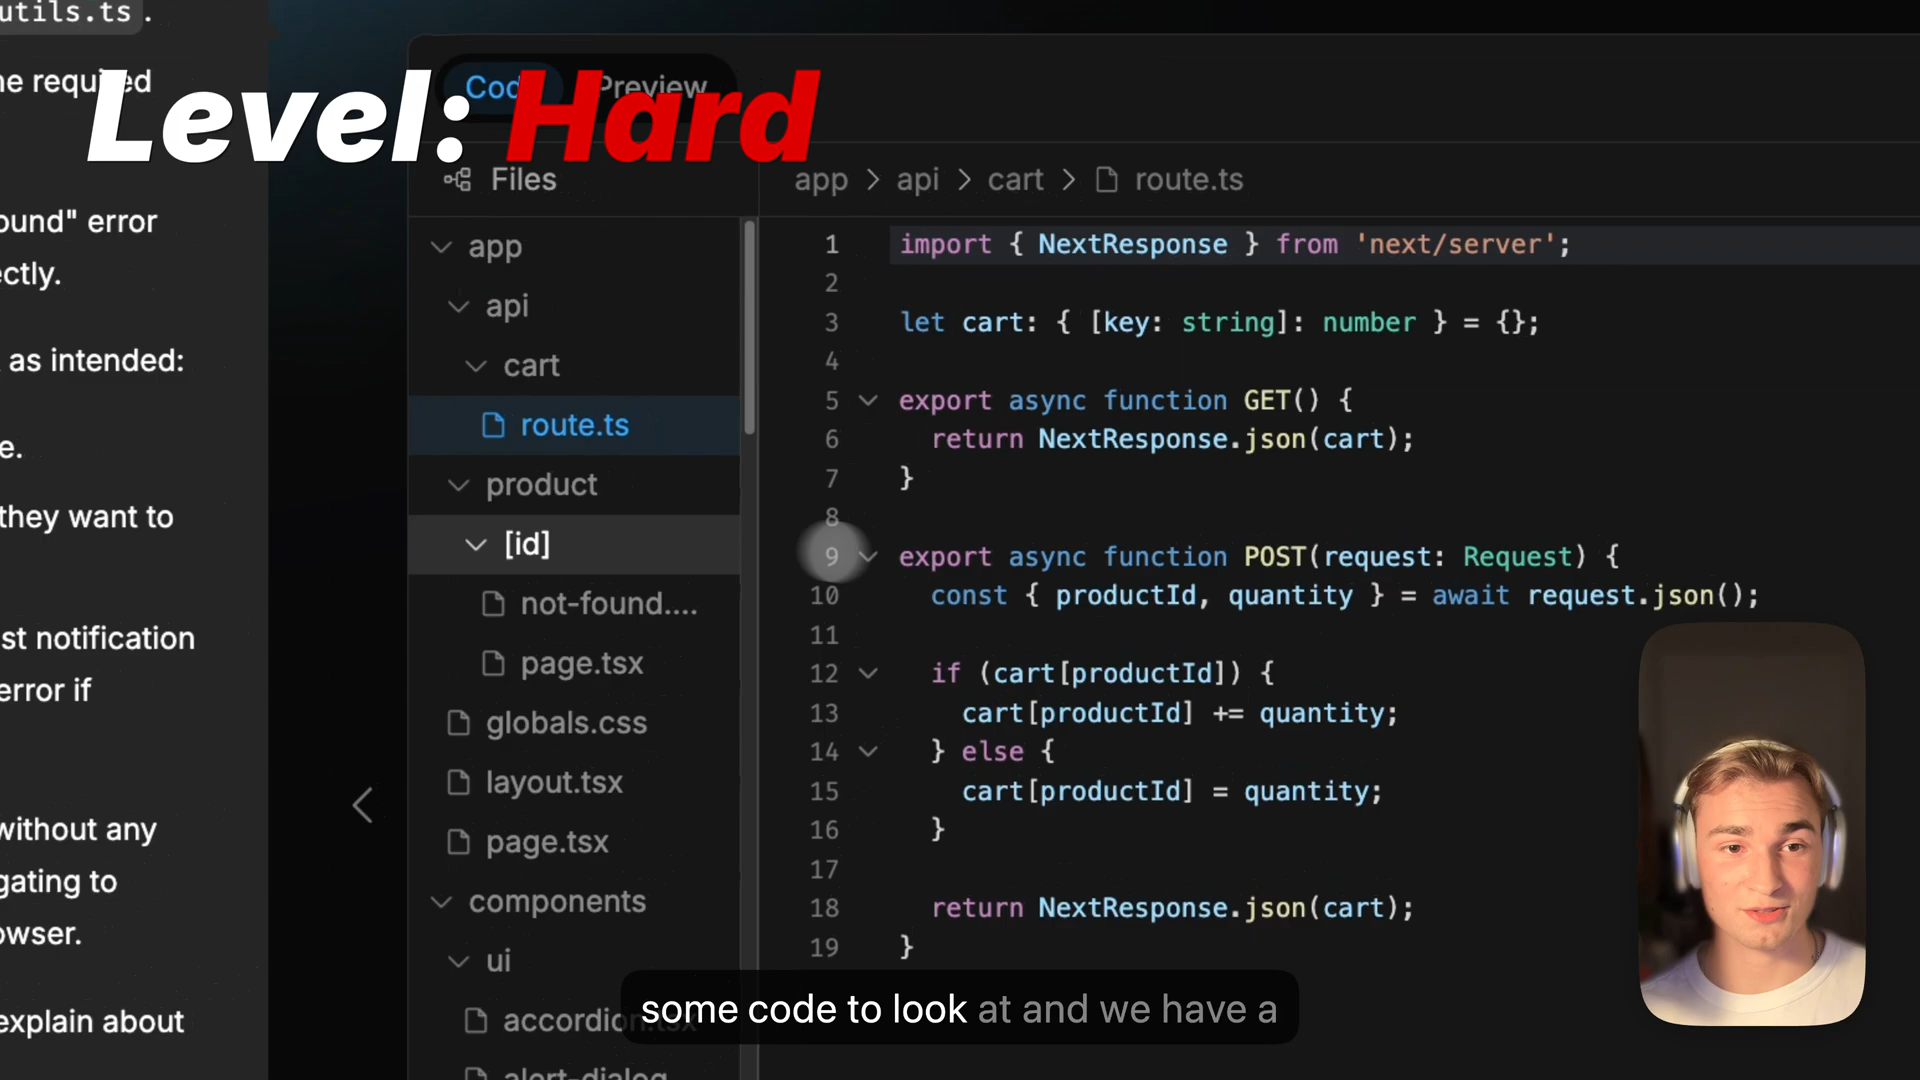 utils.ts.
ne required
ound" error
ectly.
as intended:
e.
they want to
st notification
error if
without any
gating to
owser.
explain about
Level: Hard
Code Preview
Files
app
api
cart
route.ts
product
[id]
not-found....
page.tsx
globals.css
layout.tsx
page.tsx
components
ui
accordion.tsx
alert-dialog
app > api > cart > route.ts
1 import { NextResponse } from 'next/server';
2
3 let cart: { [key: string]: number } = {};
4
5 export async function GET() {
6 return NextResponse.json(cart);
7 }
8
9 export async function POST(request: Request) {
10 const { productId, quantity } = await request.json();
11
12 if (cart[productId]) {
13 cart[productId] += quantity;
14 } else {
15 cart[productId] = quantity;
16 }
17
18 return NextResponse.json(cart);
19 }
some code to look at and we have a